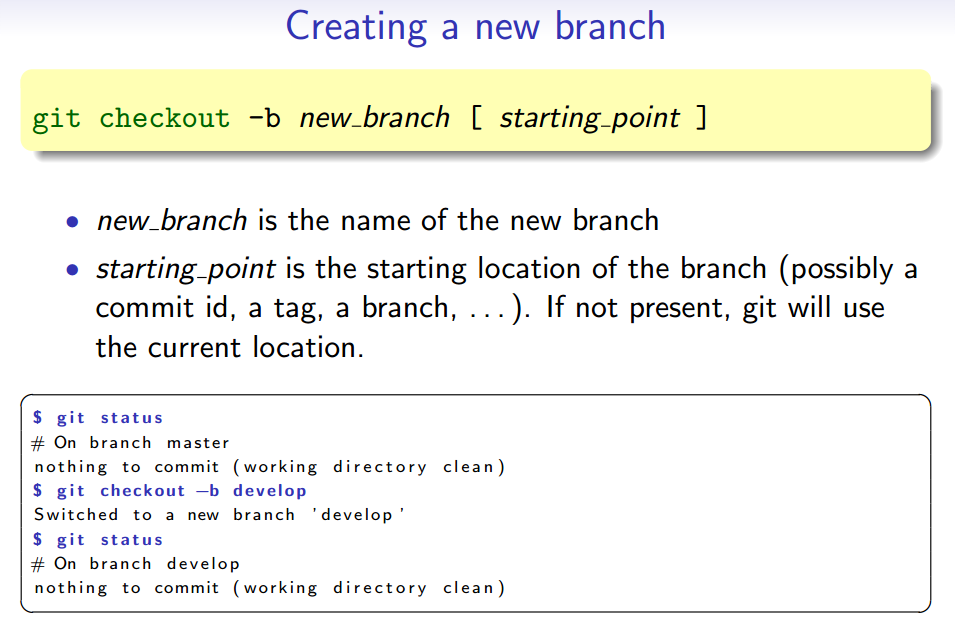 Creating a new branch
git checkout -b new_branch [ starting_point ]
• new_branch is the name of the new branch
• starting_point is the starting location of the branch (possibly a
commit id, a tag, a branch, ...). If not present, git will use
the current location.
$ git status
# On branch master
nothing to commit (working directory clean)
$ git checkout −b develop
Switched to a new branch 'develop'
$ git status
# On branch develop
nothing to commit (working directory clean)